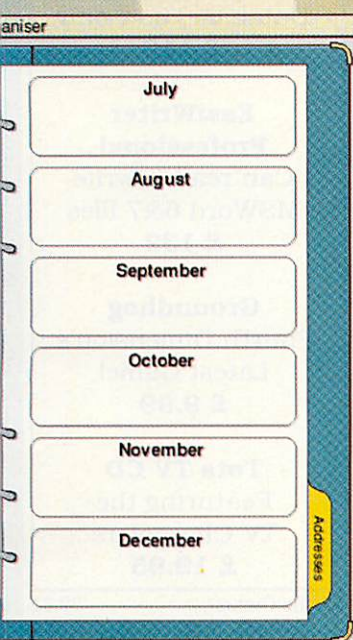 aniser
July
August
September
October
November
December
Addresses